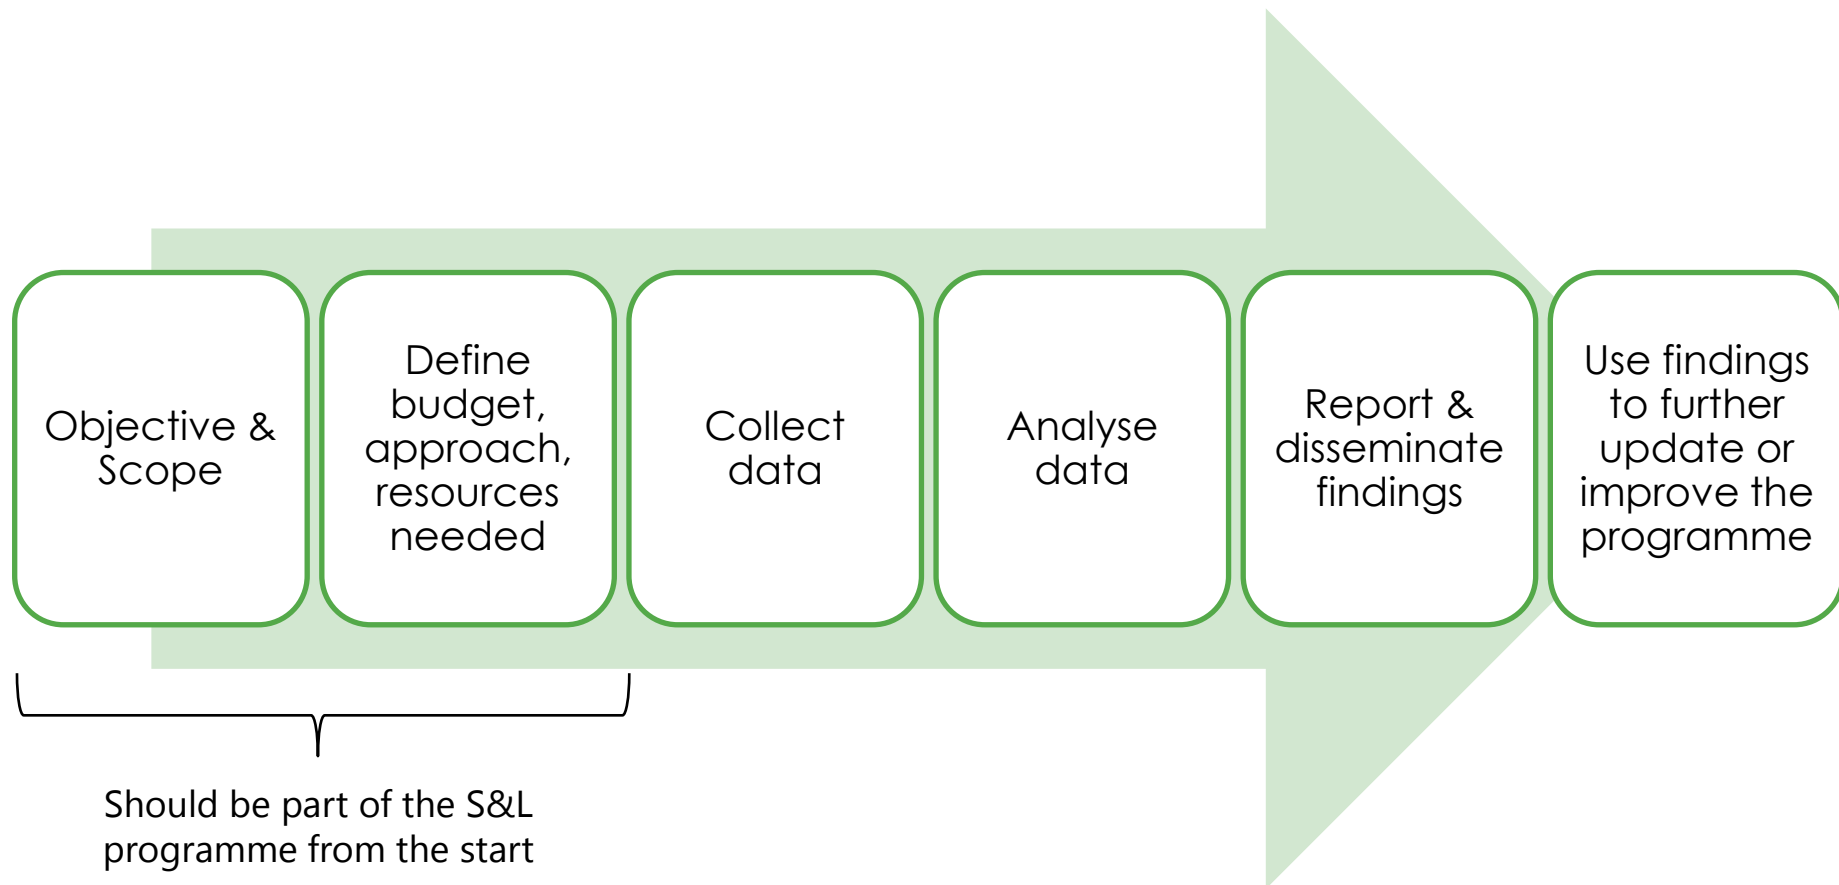 Objective &
Scope
Define
budget,
approach,
resources
needed
Collect
data
Analyse
data
Report &
disseminate
findings
Use findings
to further
update or
improve the
programme
Should be part of the S&L
programme from the start